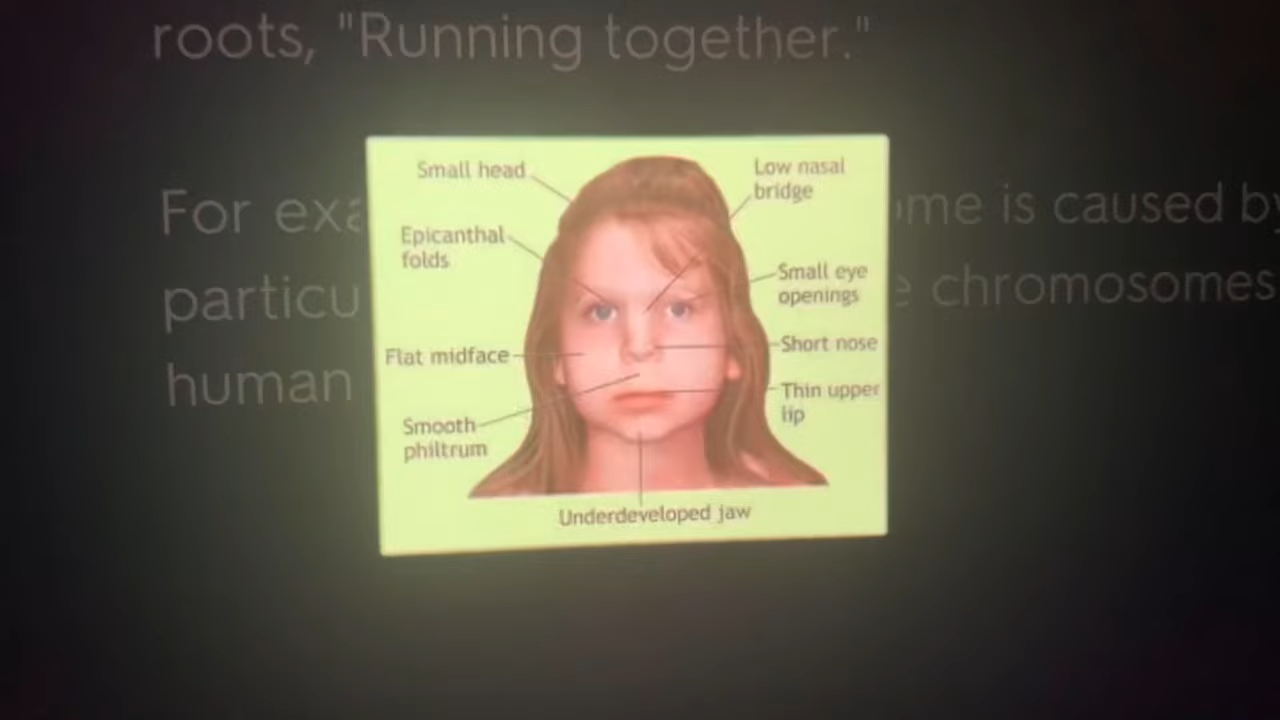 roots, "Running together."
Small head
Low nasal
bridge
For exa
me is caused by
Epicanthal
folds
Small eye
openings
particu
chromosomes
Flat midface
Short nose
human
Thin upper
lip
Smooth
philtrum
Underdeveloped jaw